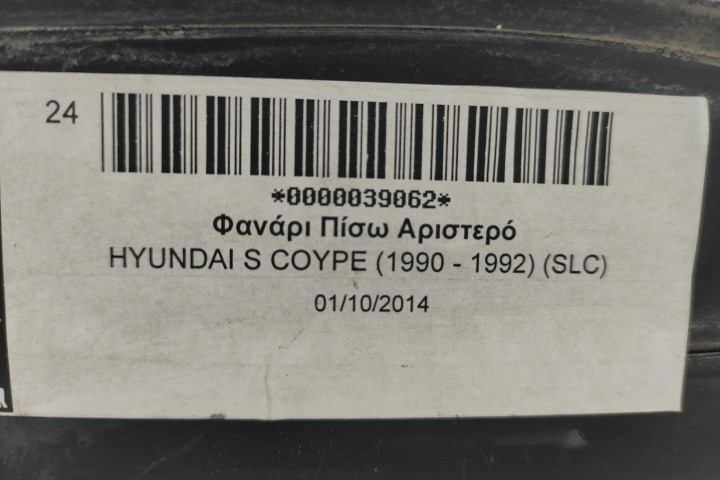 24
*0000039062*
Φανάρι Πίσω Αριστερό
HYUNDAI S COYPE (1990 - 1992) (SLC)
01/10/2014